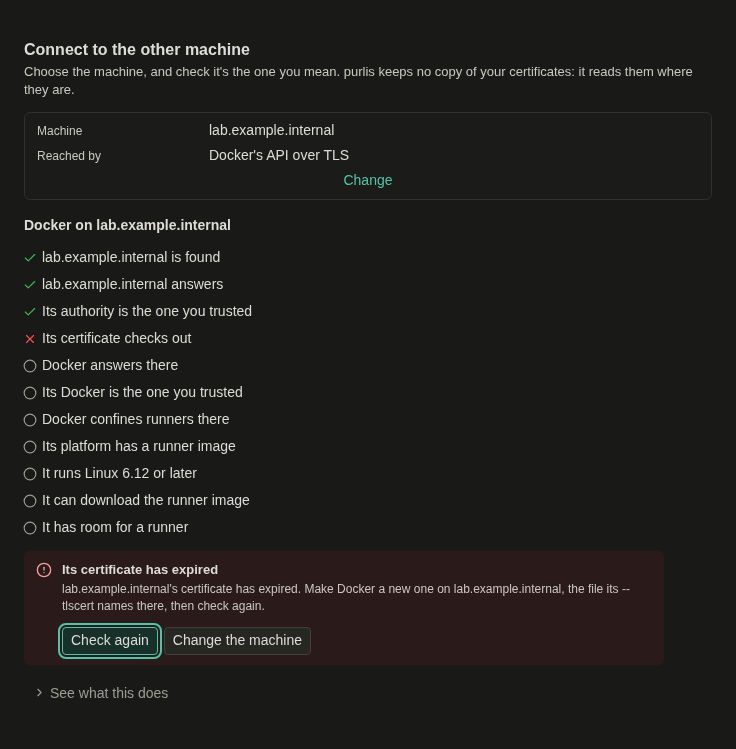 Connect to the other machine
Choose the machine, and check it's the one you mean. purlis keeps no copy of your certificates: it reads them where
they are.
Machine lab.example.internal
Reached by Docker's API over TLS
Change
Docker on lab.example.internal
lab.example.internal is found
lab.example.internal answers
Its authority is the one you trusted
Its certificate checks out
Docker answers there
Its Docker is the one you trusted
Docker confines runners there
Its platform has a runner image
It runs Linux 6.12 or later
It can download the runner image
It has room for a runner
Its certificate has expired
lab.example.internal's certificate has expired. Make Docker a new one on lab.example.internal, the file its --
tlscert names there, then check again.
Check again Change the machine
See what this does